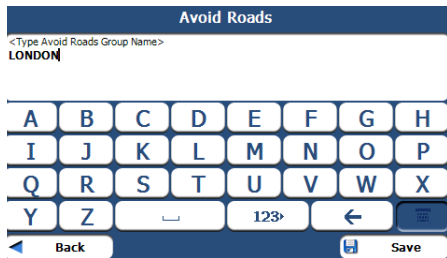 Avoid Roads
<Type Avoid Roads Group Name>
LONDON
A B C D E F G H
I J K L M N O P
Q R S T U V W X
Y Z 123
Back Save